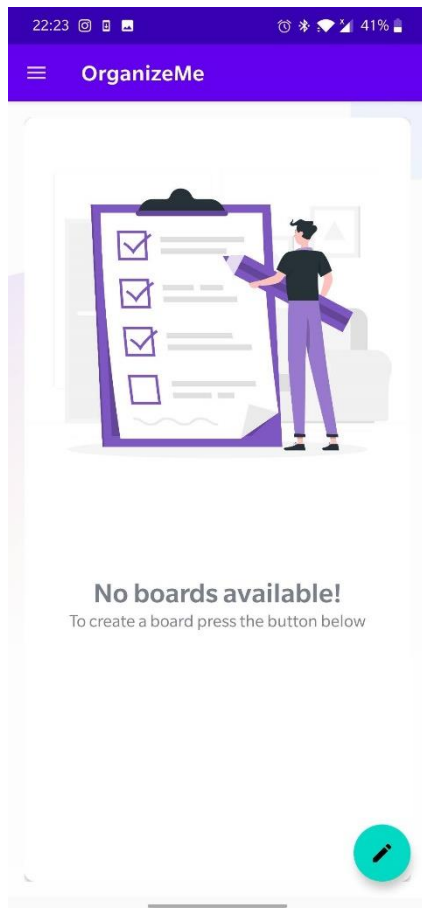 22:23 41%
OrganizeMe
No boards available!
To create a board press the button below